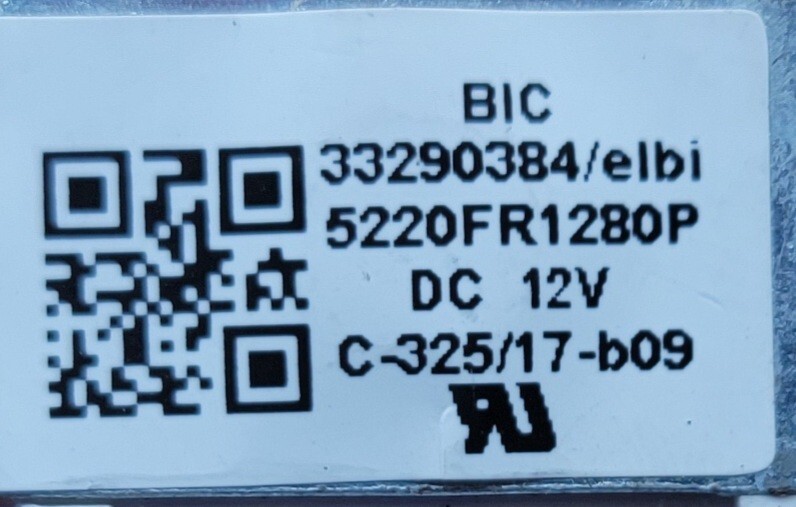 BIC
33290384/elbi
5220FR1280P
DC 12V
C-325/17-b09